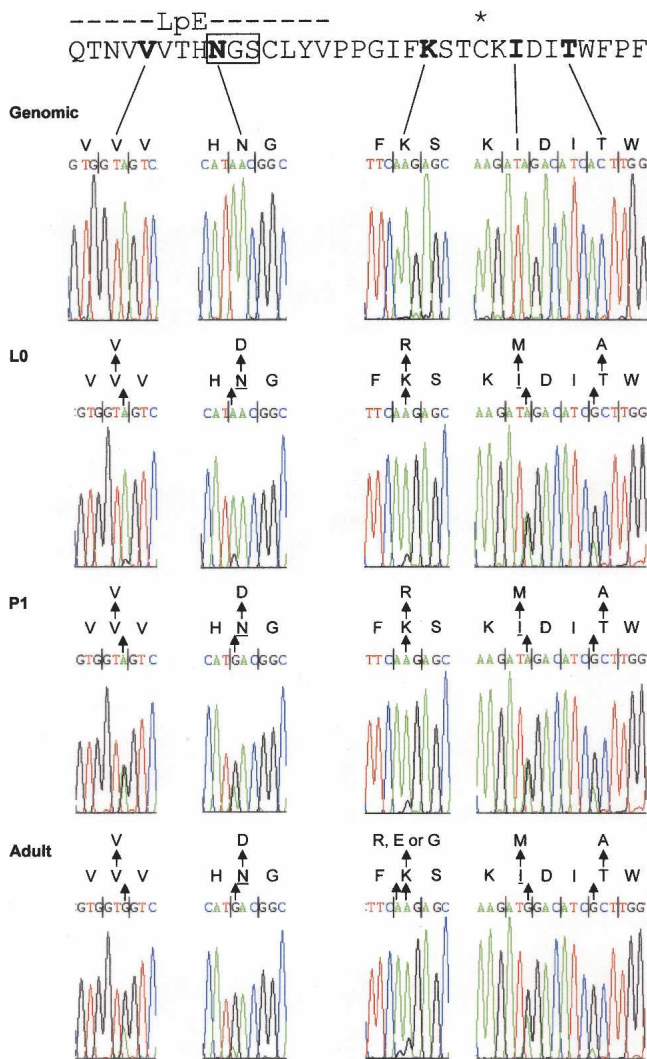 LpE *
QTNVVVTHNGSCLYVPPGIFKSTCKIDITWFPF
Genomic
V V V H N G F K S K I D I T W
GTGGTAGTC CATAACGGC TTCAAGAGC AAGATAGACATCACTTGG
L0
V D R M A
V V V H N G F K S K I D I T W
GTGGTAGTC CATAACGGC TTCAAGAGC AAGATAGACATCGCTTGG
P1
V D R M A
V V V H N G F K S K I D I T W
GTGGTAGTC CATGACGGC TTCAAGAGC AAGATAGACATCGCTTGG
Adult
V D R, E or G M A
V V V H N G F K S K I D I T W
GTGGTGGTC CATGACGGC TTCAAGAGC AAGATGGACATCGCTTGG